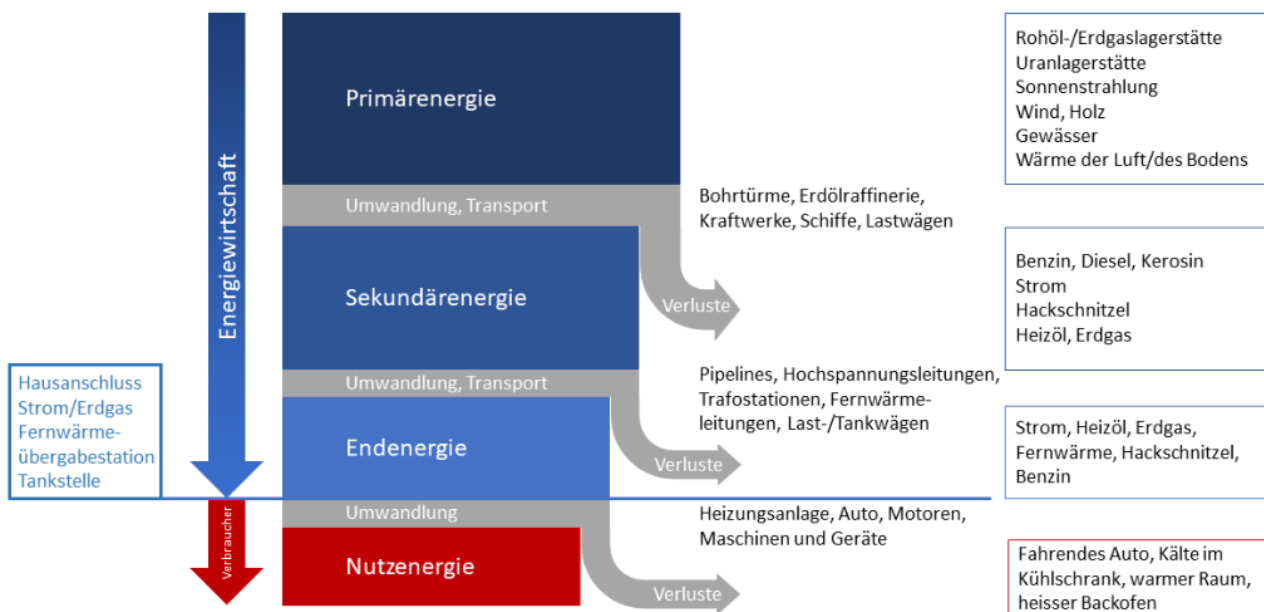 Rohöl-/Erdgaslagerstätte
Uranlagerstätte
Sonnenstrahlung
Wind, Holz
Gewässer
Wärme der Luft/des Bodens
Primärenergie
Energiewirtschaft
Umwandlung, Transport
Bohrtürme, Erdölraffinerie,
Kraftwerke, Schiffe, Lastwägen
Verluste
Sekundärenergie
Benzin, Diesel, Kerosin
Strom
Hackschnitzel
Heizöl, Erdgas
Hausanschluss
Strom/Erdgas
Fernwärme-
übergabestation
Tankstelle
Umwandlung, Transport
Pipelines, Hochspannungsleitungen,
Trafostationen, Fernwärme-
leitungen, Last-/Tankwägen
Verluste
Endenergie
Strom, Heizöl, Erdgas,
Fernwärme, Hackschnitzel,
Benzin
Verbraucher
Umwandlung
Heizungsanlage, Auto, Motoren,
Maschinen und Geräte
Verluste
Nutzenergie
Fahrendes Auto, Kälte im
Kühlschrank, warmer Raum,
heisser Backofen